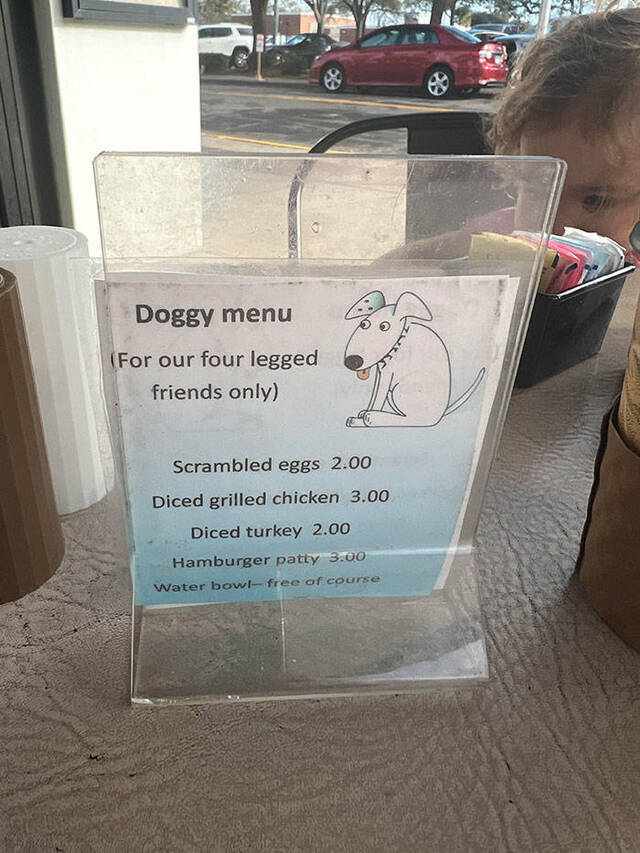 Doggy menu
(For our four legged
friends only)
Scrambled eggs 2.00
Diced grilled chicken 3.00
Diced turkey 2.00
Hamburger patty 3.00
Water bowl– free of course